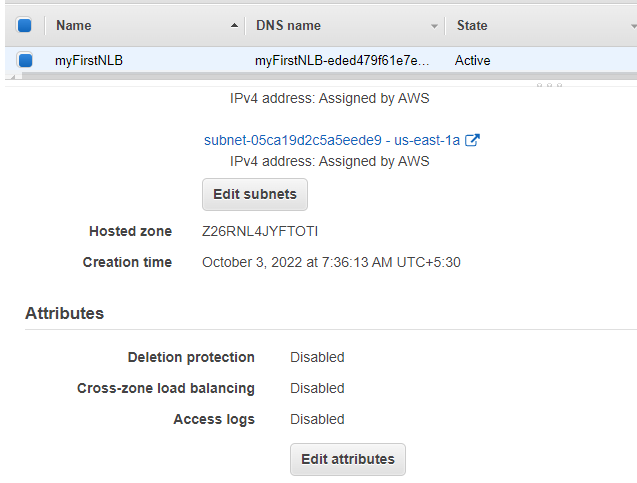 Name DNS name State
myFirstNLB myFirstNLB-eded479f61e7e... Active
IPv4 address: Assigned by AWS
subnet-05ca19d2c5a5eede9 - us-east-1a
IPv4 address: Assigned by AWS
Edit subnets
Hosted zone Z26RNL4JYFTOTI
Creation time October 3, 2022 at 7:36:13 AM UTC+5:30
Attributes
Deletion protection Disabled
Cross-zone load balancing Disabled
Access logs Disabled
Edit attributes